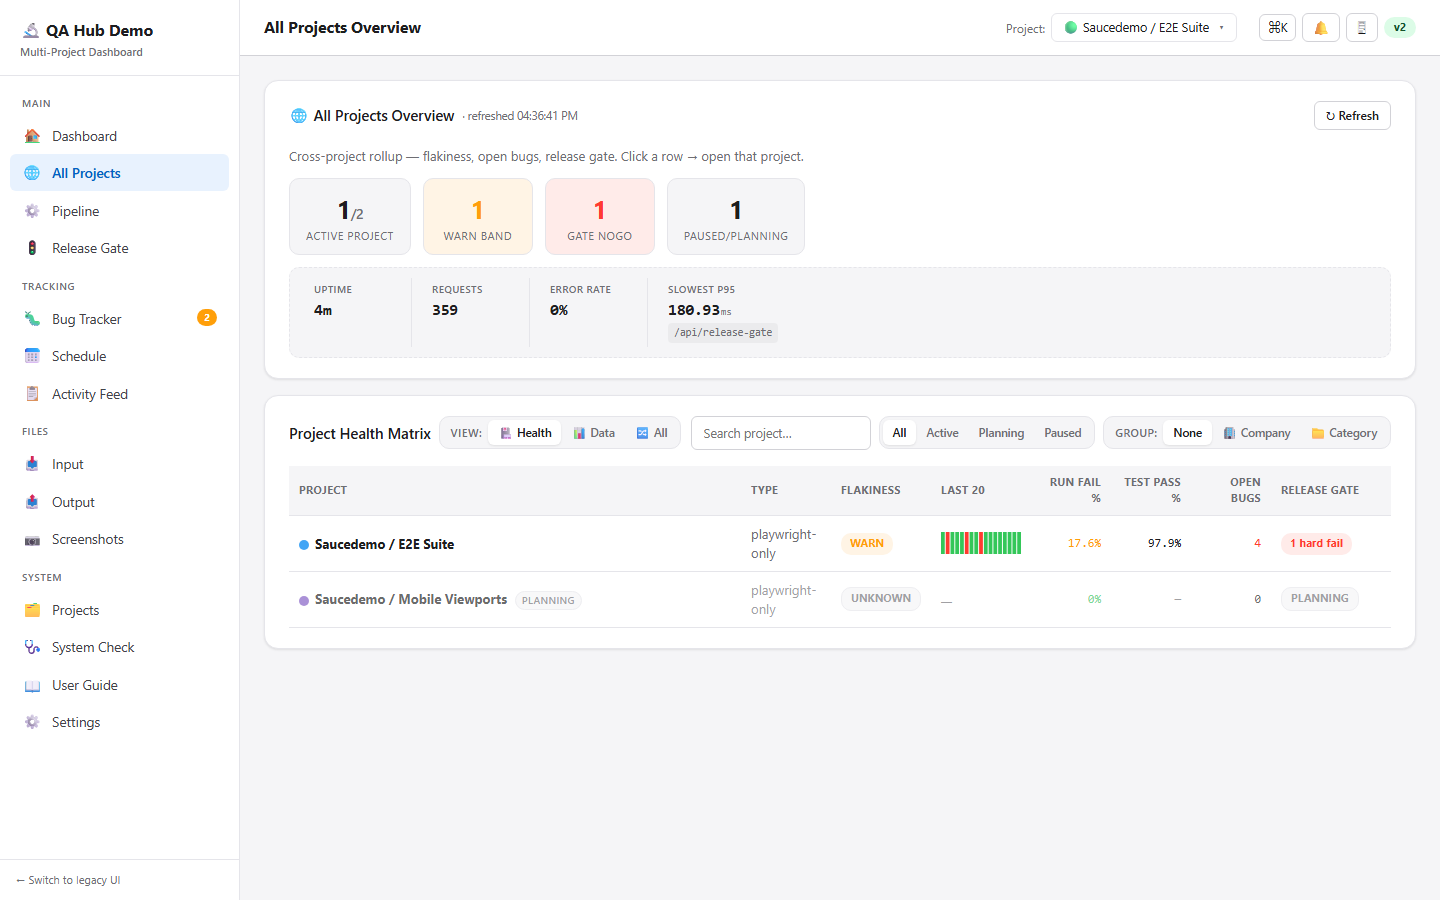 QA Hub Demo
Multi-Project Dashboard
MAIN
Dashboard
All Projects
Pipeline
Release Gate
TRACKING
Bug Tracker 2
Schedule
Activity Feed
FILES
Input
Output
Screenshots
SYSTEM
Projects
System Check
User Guide
Settings
← Switch to legacy UI
All Projects Overview
Project: Saucedemo / E2E Suite ▾ ⌘K v2
All Projects Overview · refreshed 04:36:41 PM ↻ Refresh
Cross-project rollup — flakiness, open bugs, release gate. Click a row → open that project.
1/2 1 1 1
ACTIVE PROJECT WARN BAND GATE NOGO PAUSED/PLANNING
UPTIME REQUESTS ERROR RATE SLOWEST P95
4m 359 0% 180.93ms
/api/release-gate
Project Health Matrix VIEW: Health Data All Search project... All Active Planning Paused GROUP: None Company Category
PROJECT TYPE FLAKINESS LAST 20 RUN FAIL % TEST PASS % OPEN BUGS RELEASE GATE
Saucedemo / E2E Suite playwright-only WARN 17.6% 97.9% 4 1 hard fail
Saucedemo / Mobile Viewports PLANNING playwright-only UNKNOWN — 0% — 0 PLANNING